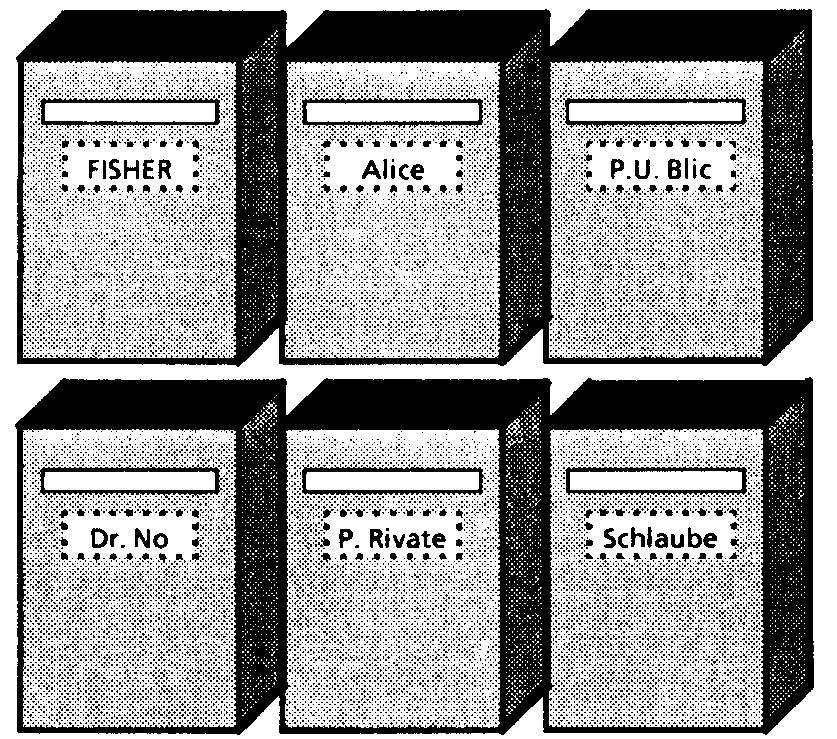 FISHER
Alice
P.U. Blic
Dr. No
P. Rivate
Schlaube